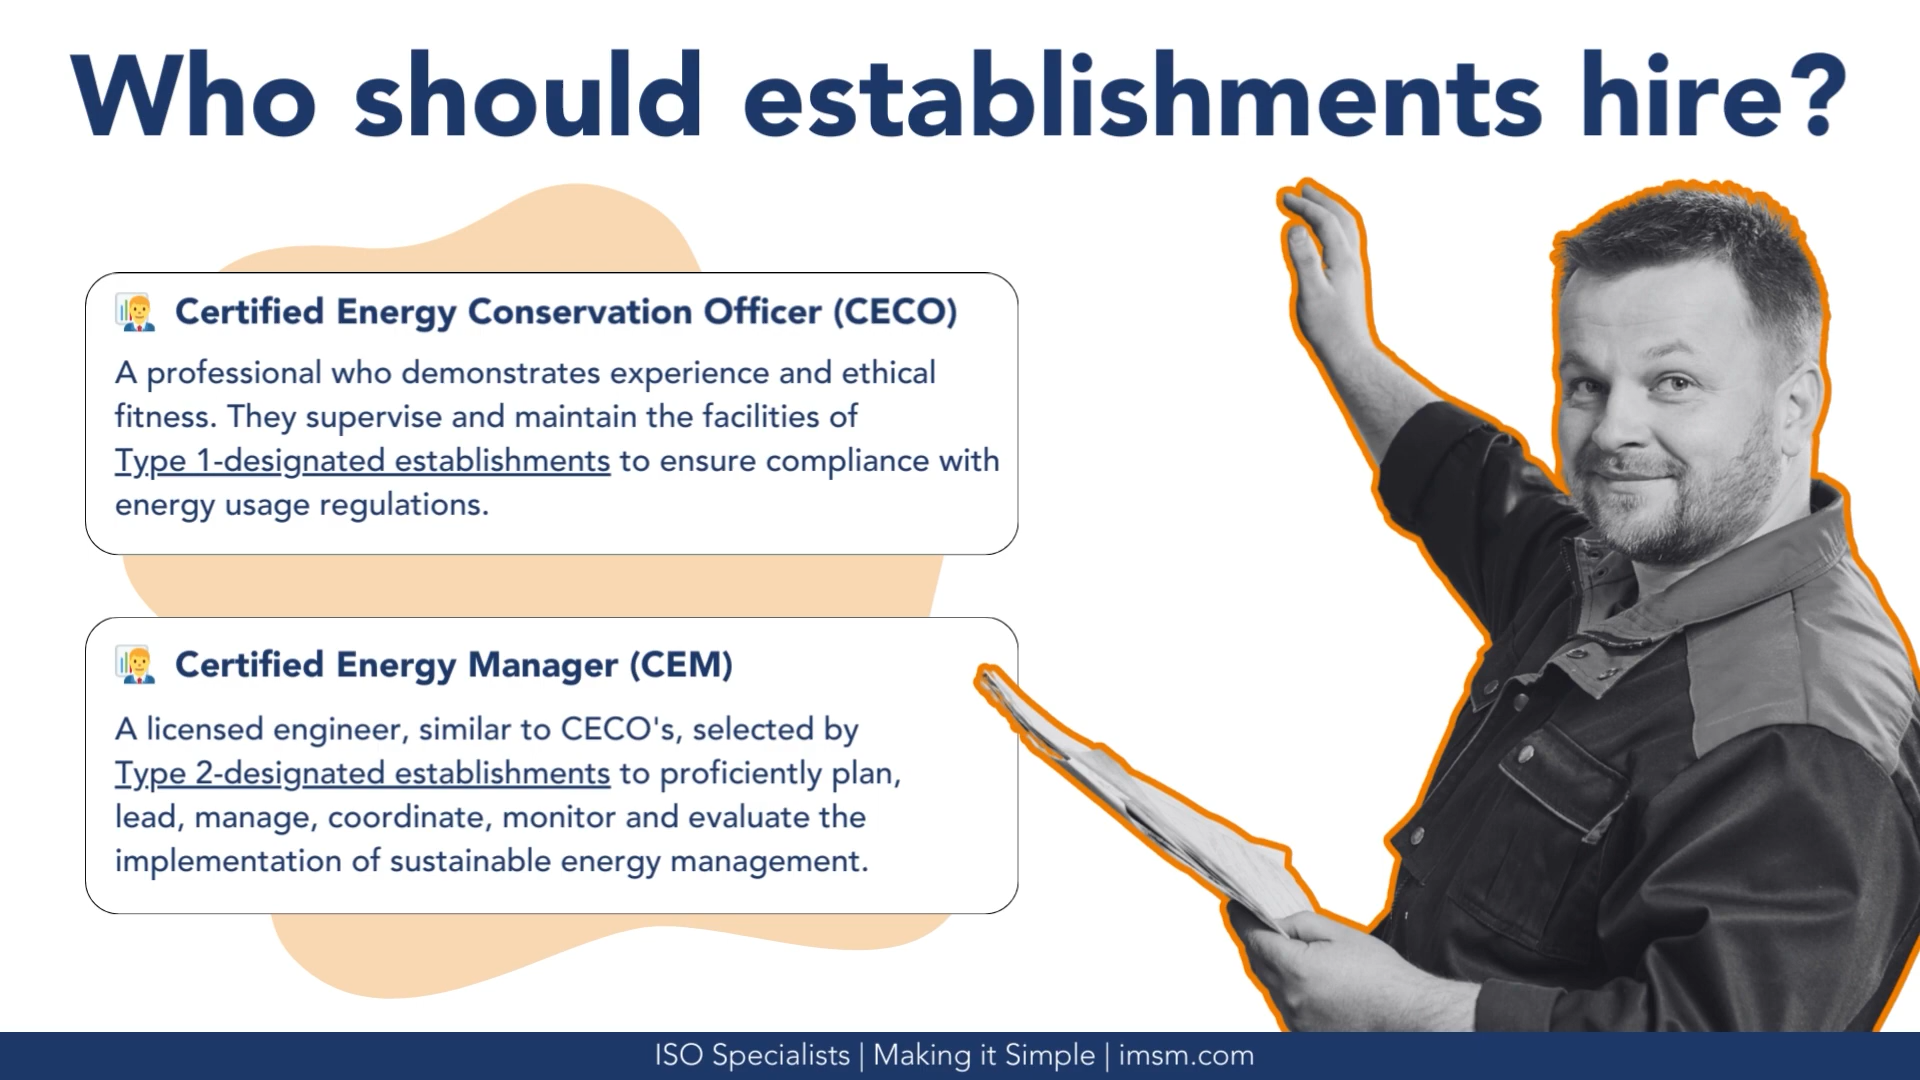 Who should establishments hire?
Certified Energy Conservation Officer (CECO)
A professional who demonstrates experience and ethical
fitness. They supervise and maintain the facilities of
Type 1-designated establishments to ensure compliance with
energy usage regulations.
Certified Energy Manager (CEM)
A licensed engineer, similar to CECO's, selected by
Type 2-designated establishments to proficiently plan,
lead, manage, coordinate, monitor and evaluate the
implementation of sustainable energy management.
ISO Specialists | Making it Simple | imsm.com